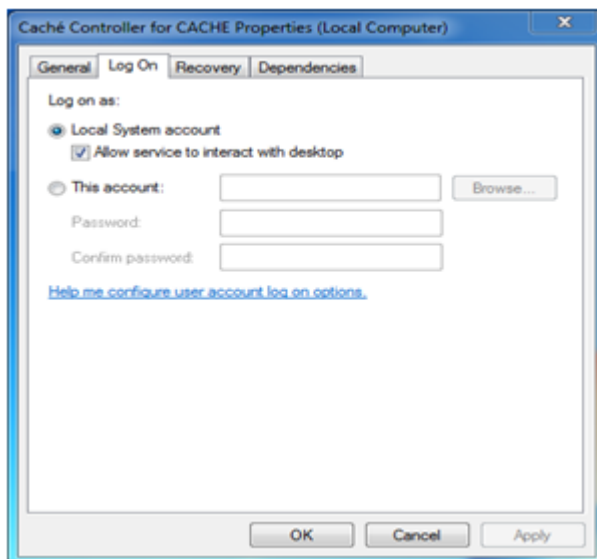 Caché Controller for CACHE Properties (Local Computer)
General Log On Recovery Dependencies
Log on as:
Local System account
Allow service to interact with desktop
This account:
Browse...
Password:
Confirm password:
Help me configure user account log on options.
OK Cancel Apply